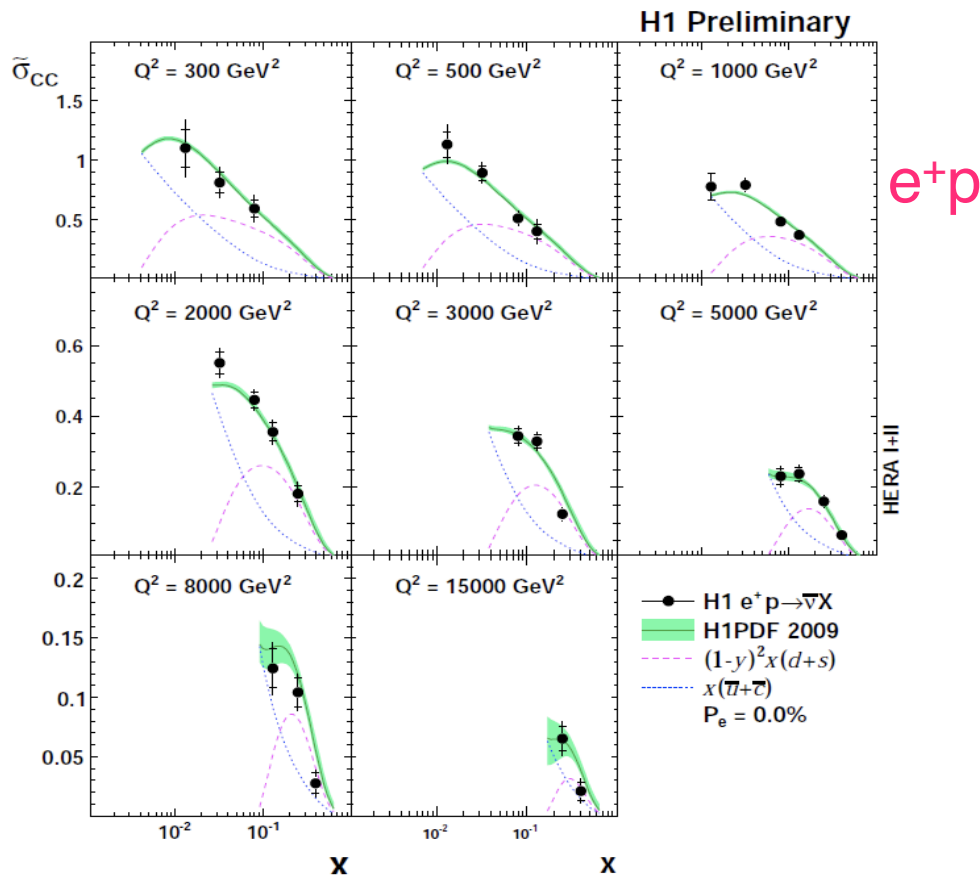 H1 Preliminary
σ̃CC
Q² = 300 GeV²
Q² = 500 GeV²
Q² = 1000 GeV²
1.5
1
0.5
e⁺p
Q² = 2000 GeV²
Q² = 3000 GeV²
Q² = 5000 GeV²
0.6
0.4
0.2
HERA I+II
Q² = 8000 GeV²
Q² = 15000 GeV²
0.2
0.15
0.1
0.05
H1 e⁺p→ν̅X
H1PDF 2009
(1-y)²x(d+s)
x(u̅+c̅)
Pe = 0.0%
10⁻² 10⁻¹
10⁻² 10⁻¹
x
x